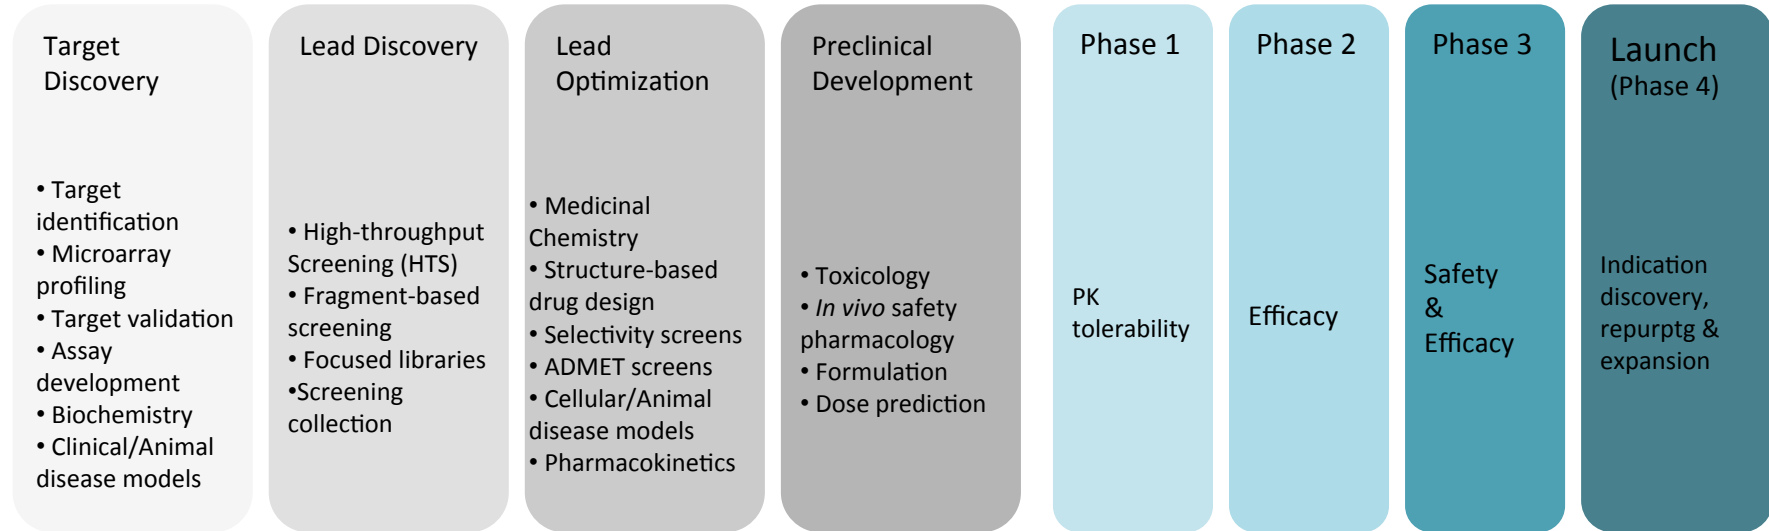 Target
Discovery
• Target
identification
• Microarray
profiling
• Target validation
• Assay
development
• Biochemistry
• Clinical/Animal
disease models
Lead Discovery
• High-throughput
Screening (HTS)
• Fragment-based
screening
• Focused libraries
•Screening
collection
Lead
Optimization
• Medicinal
Chemistry
• Structure-based
drug design
• Selectivity screens
• ADMET screens
• Cellular/Animal
disease models
• Pharmacokinetics
Preclinical
Development
• Toxicology
• In vivo safety
pharmacology
• Formulation
• Dose prediction
Phase 1
PK
tolerability
Phase 2
Efficacy
Phase 3
Safety
&
Efficacy
Launch
(Phase 4)
Indication
discovery,
repurptg &
expansion